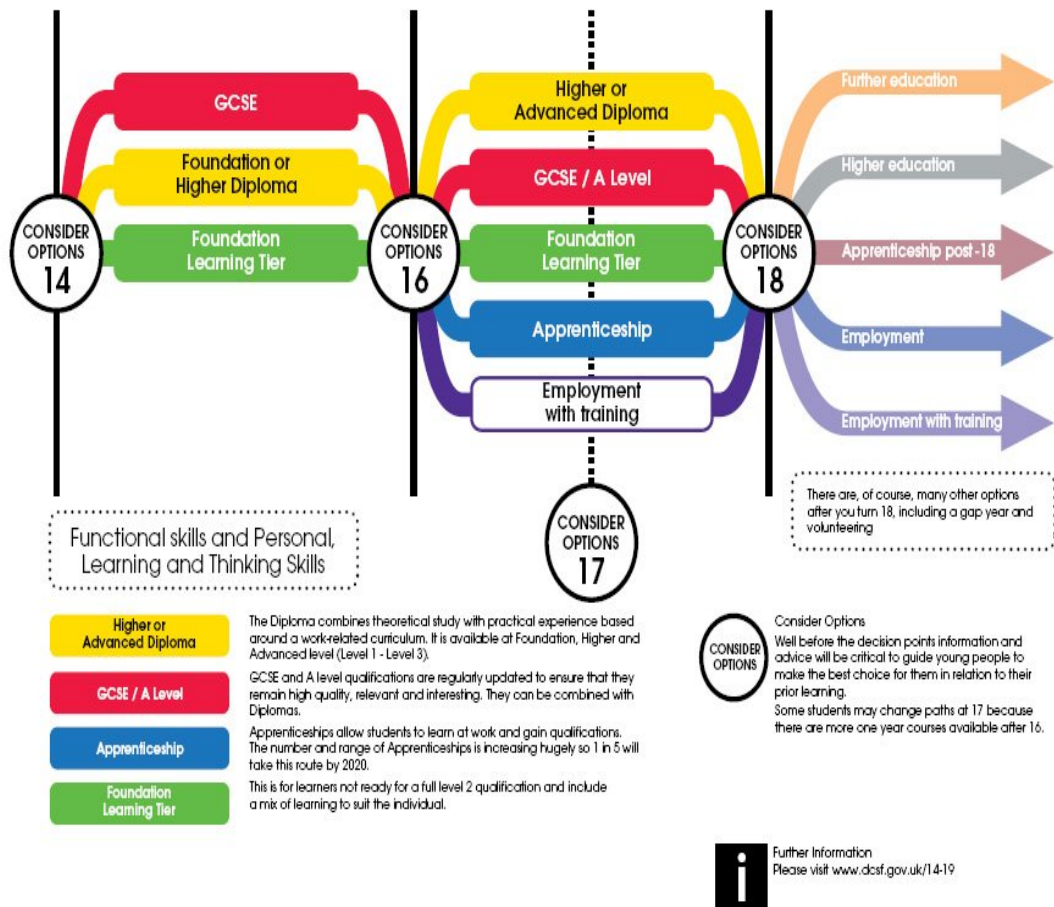 GCSE
Foundation or
Higher Diploma
Foundation
Learning Tier
CONSIDER
OPTIONS
14
CONSIDER
OPTIONS
16
Higher or
Advanced Diploma
GCSE / A Level
Foundation
Learning Tier
Apprenticeship
Employment
with training
CONSIDER
OPTIONS
18
Further education
Higher education
Apprenticeship post-18
Employment
Employment with training
CONSIDER
OPTIONS
17
There are, of course, many other options
after you turn 18, including a gap year and
volunteering
Functional skills and Personal,
Learning and Thinking Skills
Higher or
Advanced Diploma
The Diploma combines theoretical study with practical experience based
around a work-related curriculum. It is available at Foundation, Higher and
Advanced level (Level 1 - Level 3).
GCSE / A Level
GCSE and A level qualifications are regularly updated to ensure that they
remain high quality, relevant and interesting. They can be combined with
Diplomas.
Apprenticeship
Apprenticeships allow students to learn at work and gain qualifications.
The number and range of Apprenticeships is increasing hugely so 1 in 5 will
take this route by 2020.
Foundation
Learning Tier
This is for learners not ready for a full level 2 qualification and include
a mix of learning to suit the individual.
CONSIDER
OPTIONS
Consider Options
Well before the decision points information and
advice will be critical to guide young people to
make the best choice for them in relation to their
prior learning.
Some students may change paths at 17 because
there are more one year courses available after 16.
i
Further Information
Please visit www.dcsf.gov.uk/14-19